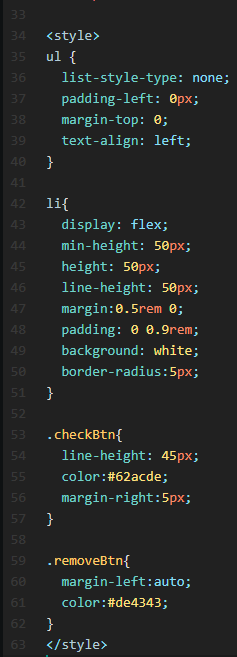 33
34 <style>
35 ul {
36   list-style-type: none;
37   padding-left: 0px;
38   margin-top: 0;
39   text-align: left;
40 }
41
42 li{
43   display: flex;
44   min-height: 50px;
45   height: 50px;
46   line-height: 50px;
47   margin:0.5rem 0;
48   padding: 0 0.9rem;
49   background: white;
50   border-radius:5px;
51 }
52
53 .checkBtn{
54   line-height: 45px;
55   color:#62acde;
56   margin-right:5px;
57 }
58
59 .removeBtn{
60   margin-left:auto;
61   color:#de4343;
62 }
63 </style>